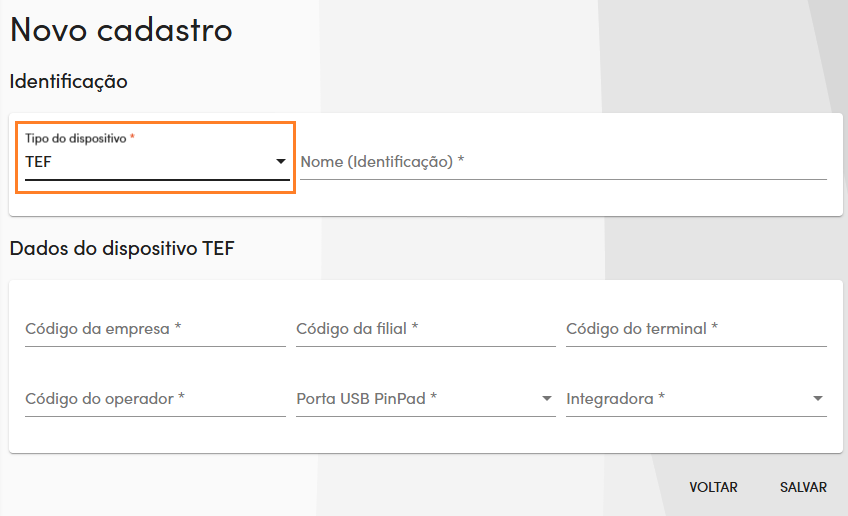 Novo cadastro
Identificação
Tipo do dispositivo *
TEF
Nome (Identificação) *
Dados do dispositivo TEF
Código da empresa * Código da filial * Código do terminal *
Código do operador * Porta USB PinPad * Integradora *
VOLTAR SALVAR